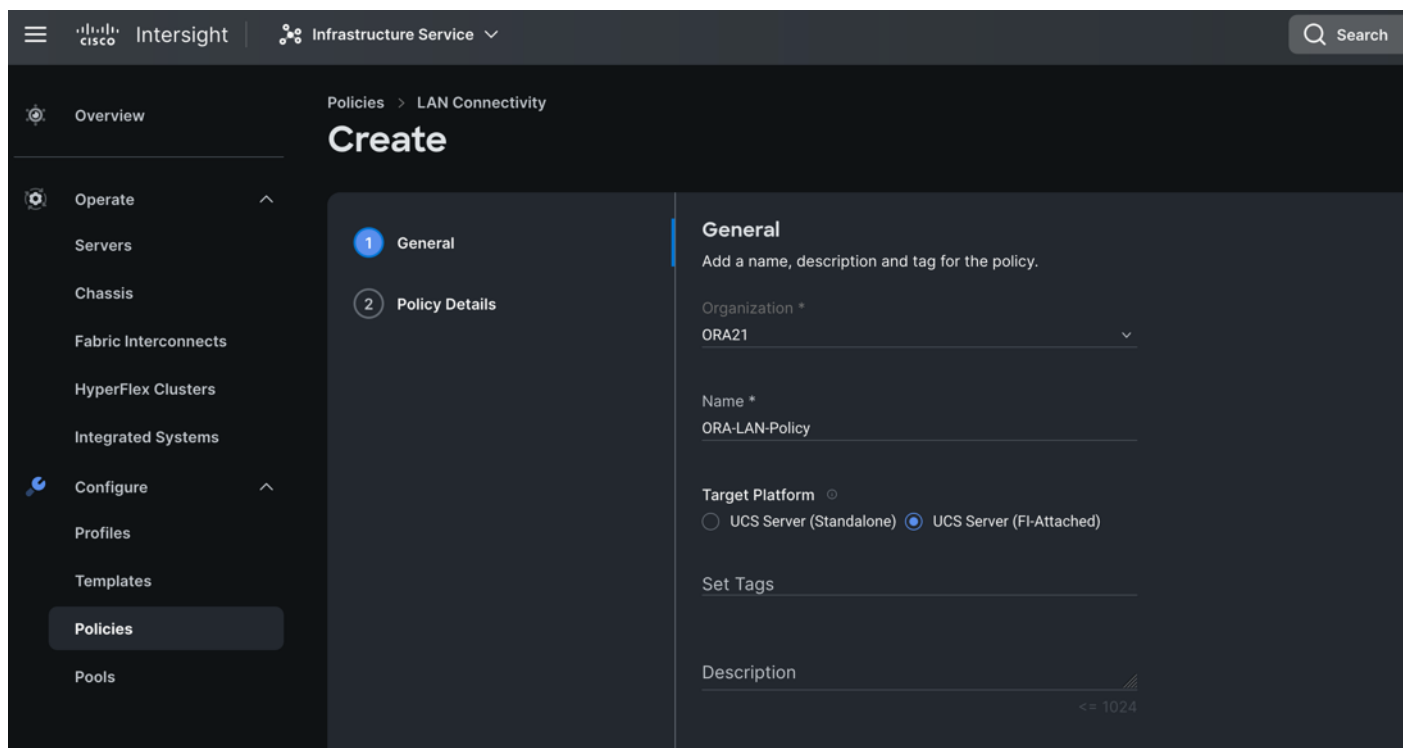 cisco Intersight Infrastructure Service Search
Overview
Operate
Servers
Chassis
Fabric Interconnects
HyperFlex Clusters
Integrated Systems
Configure
Profiles
Templates
Policies
Pools
Policies > LAN Connectivity
Create
1 General
2 Policy Details
General
Add a name, description and tag for the policy.
Organization *
ORA21
Name *
ORA-LAN-Policy
Target Platform
UCS Server (Standalone) UCS Server (FI-Attached)
Set Tags
Description
<= 1024